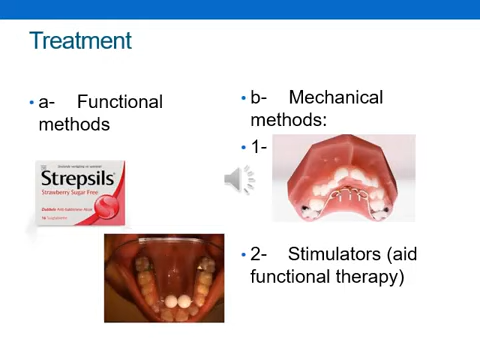 Treatment
• a- Functional
methods
Strepsils
Strawberry Sugar Free
• b- Mechanical
methods:
• 1-
• 2- Stimulators (aid
functional therapy)